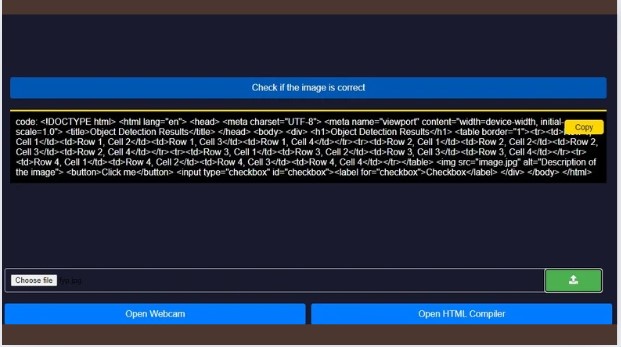 Check if the image is correct
code: <!DOCTYPE html> <html lang="en"> <head> <meta charset="UTF-8"> <meta name="viewport" content="width=device-width, initial-
Copy
scale=1.0"> <title>Object Detection Results</title> </head> <body> <div> <h1>Object Detection Results</h1> <table border="1"><tr><td>
Cell 1</td><td>Row 1, Cell 2</td><td>Row 1, Cell 3</td><td>Row 1, Cell 4</td></tr><tr><td>Row 2, Cell 1</td><td>Row 2, Cell 2</td><td>Row 2,
Cell 3</td><td>Row 2, Cell 4</td></tr><tr><td>Row 3, Cell 1</td><td>Row 3, Cell 2</td><td>Row 3, Cell 3</td><td>Row 3, Cell 4</td></tr><tr>
<td>Row 4, Cell 1</td><td>Row 4, Cell 2</td><td>Row 4, Cell 3</td><td>Row 4, Cell 4</td></tr></table> <img src="image.jpg" alt="Description of
the image"> <button>Click me</button> <input type="checkbox" id="checkbox"><label for="checkbox">Checkbox</label> </div> </body> </html>
Choose file
Open Webcam
Open HTML Compiler